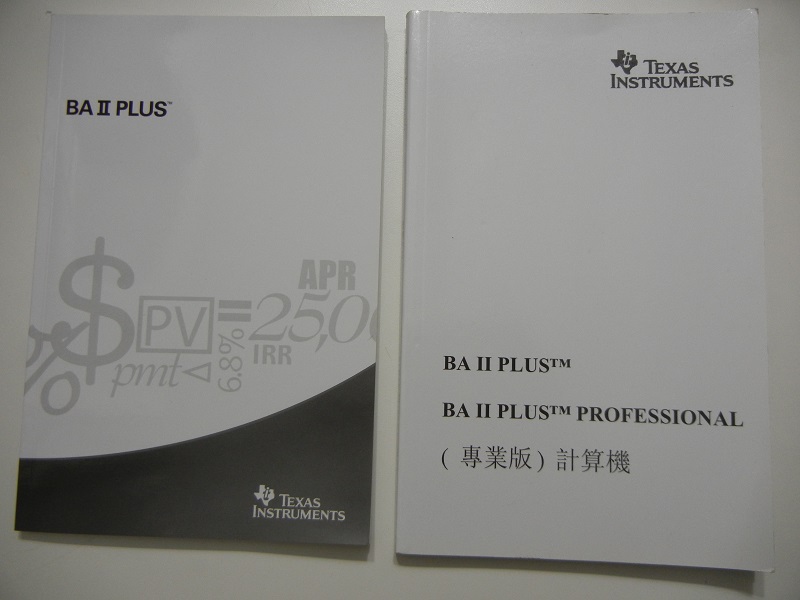 BA II PLUS™
$
%
PV
pmt
=
6.8%
APR
25,00
IRR
TEXAS
INSTRUMENTS
TEXAS
INSTRUMENTS
BA II PLUS™
BA II PLUS™ PROFESSIONAL
(專業版) 計算機